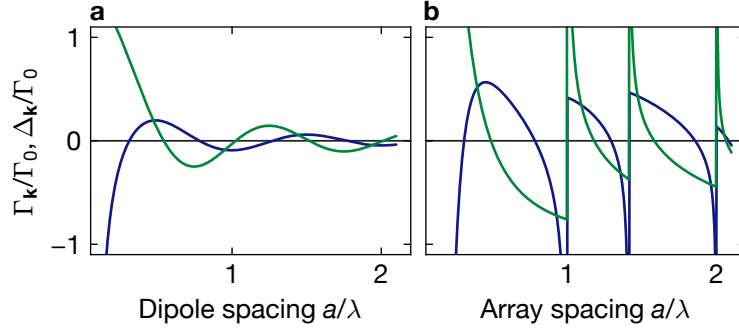 a
b
Γₖ/Γ₀, Δₖ/Γ₀
1
0
−1
1
2
1
2
Dipole spacing a/λ
Array spacing a/λ